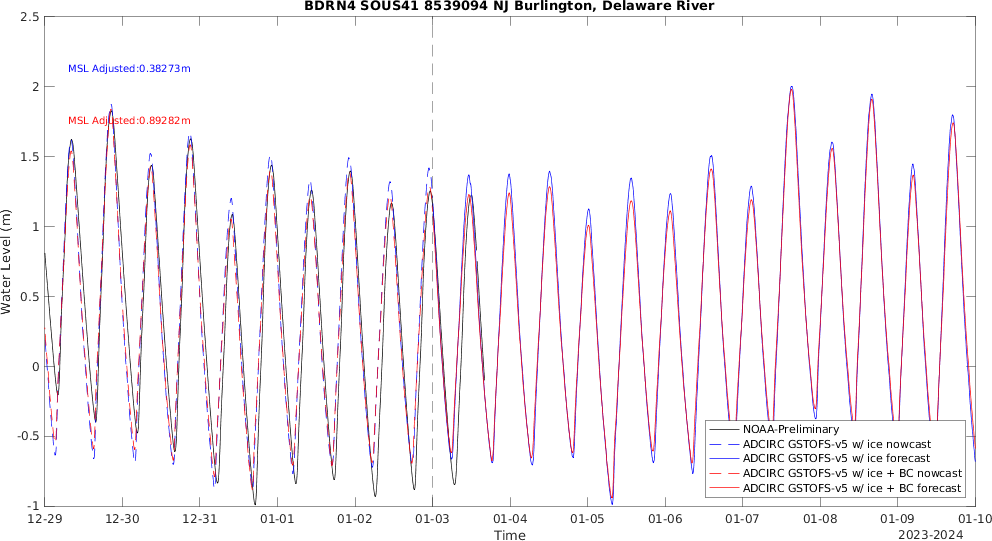 BDRN4 SOUS41 8539094 NJ Burlington, Delaware River
2.5
MSL Adjusted:0.38273m
2
MSL Adjusted:0.89282m
1.5
1
Water Level (m)
0.5
0
-0.5
-1
NOAA-Preliminary
ADCIRC GSTOFS-v5 w/ ice nowcast
ADCIRC GSTOFS-v5 w/ ice forecast
ADCIRC GSTOFS-v5 w/ ice + BC nowcast
ADCIRC GSTOFS-v5 w/ ice + BC forecast
12-29 12-30 12-31 01-01 01-02 01-03 01-04 01-05 01-06 01-07 01-08 01-09 01-10
Time
2023-2024